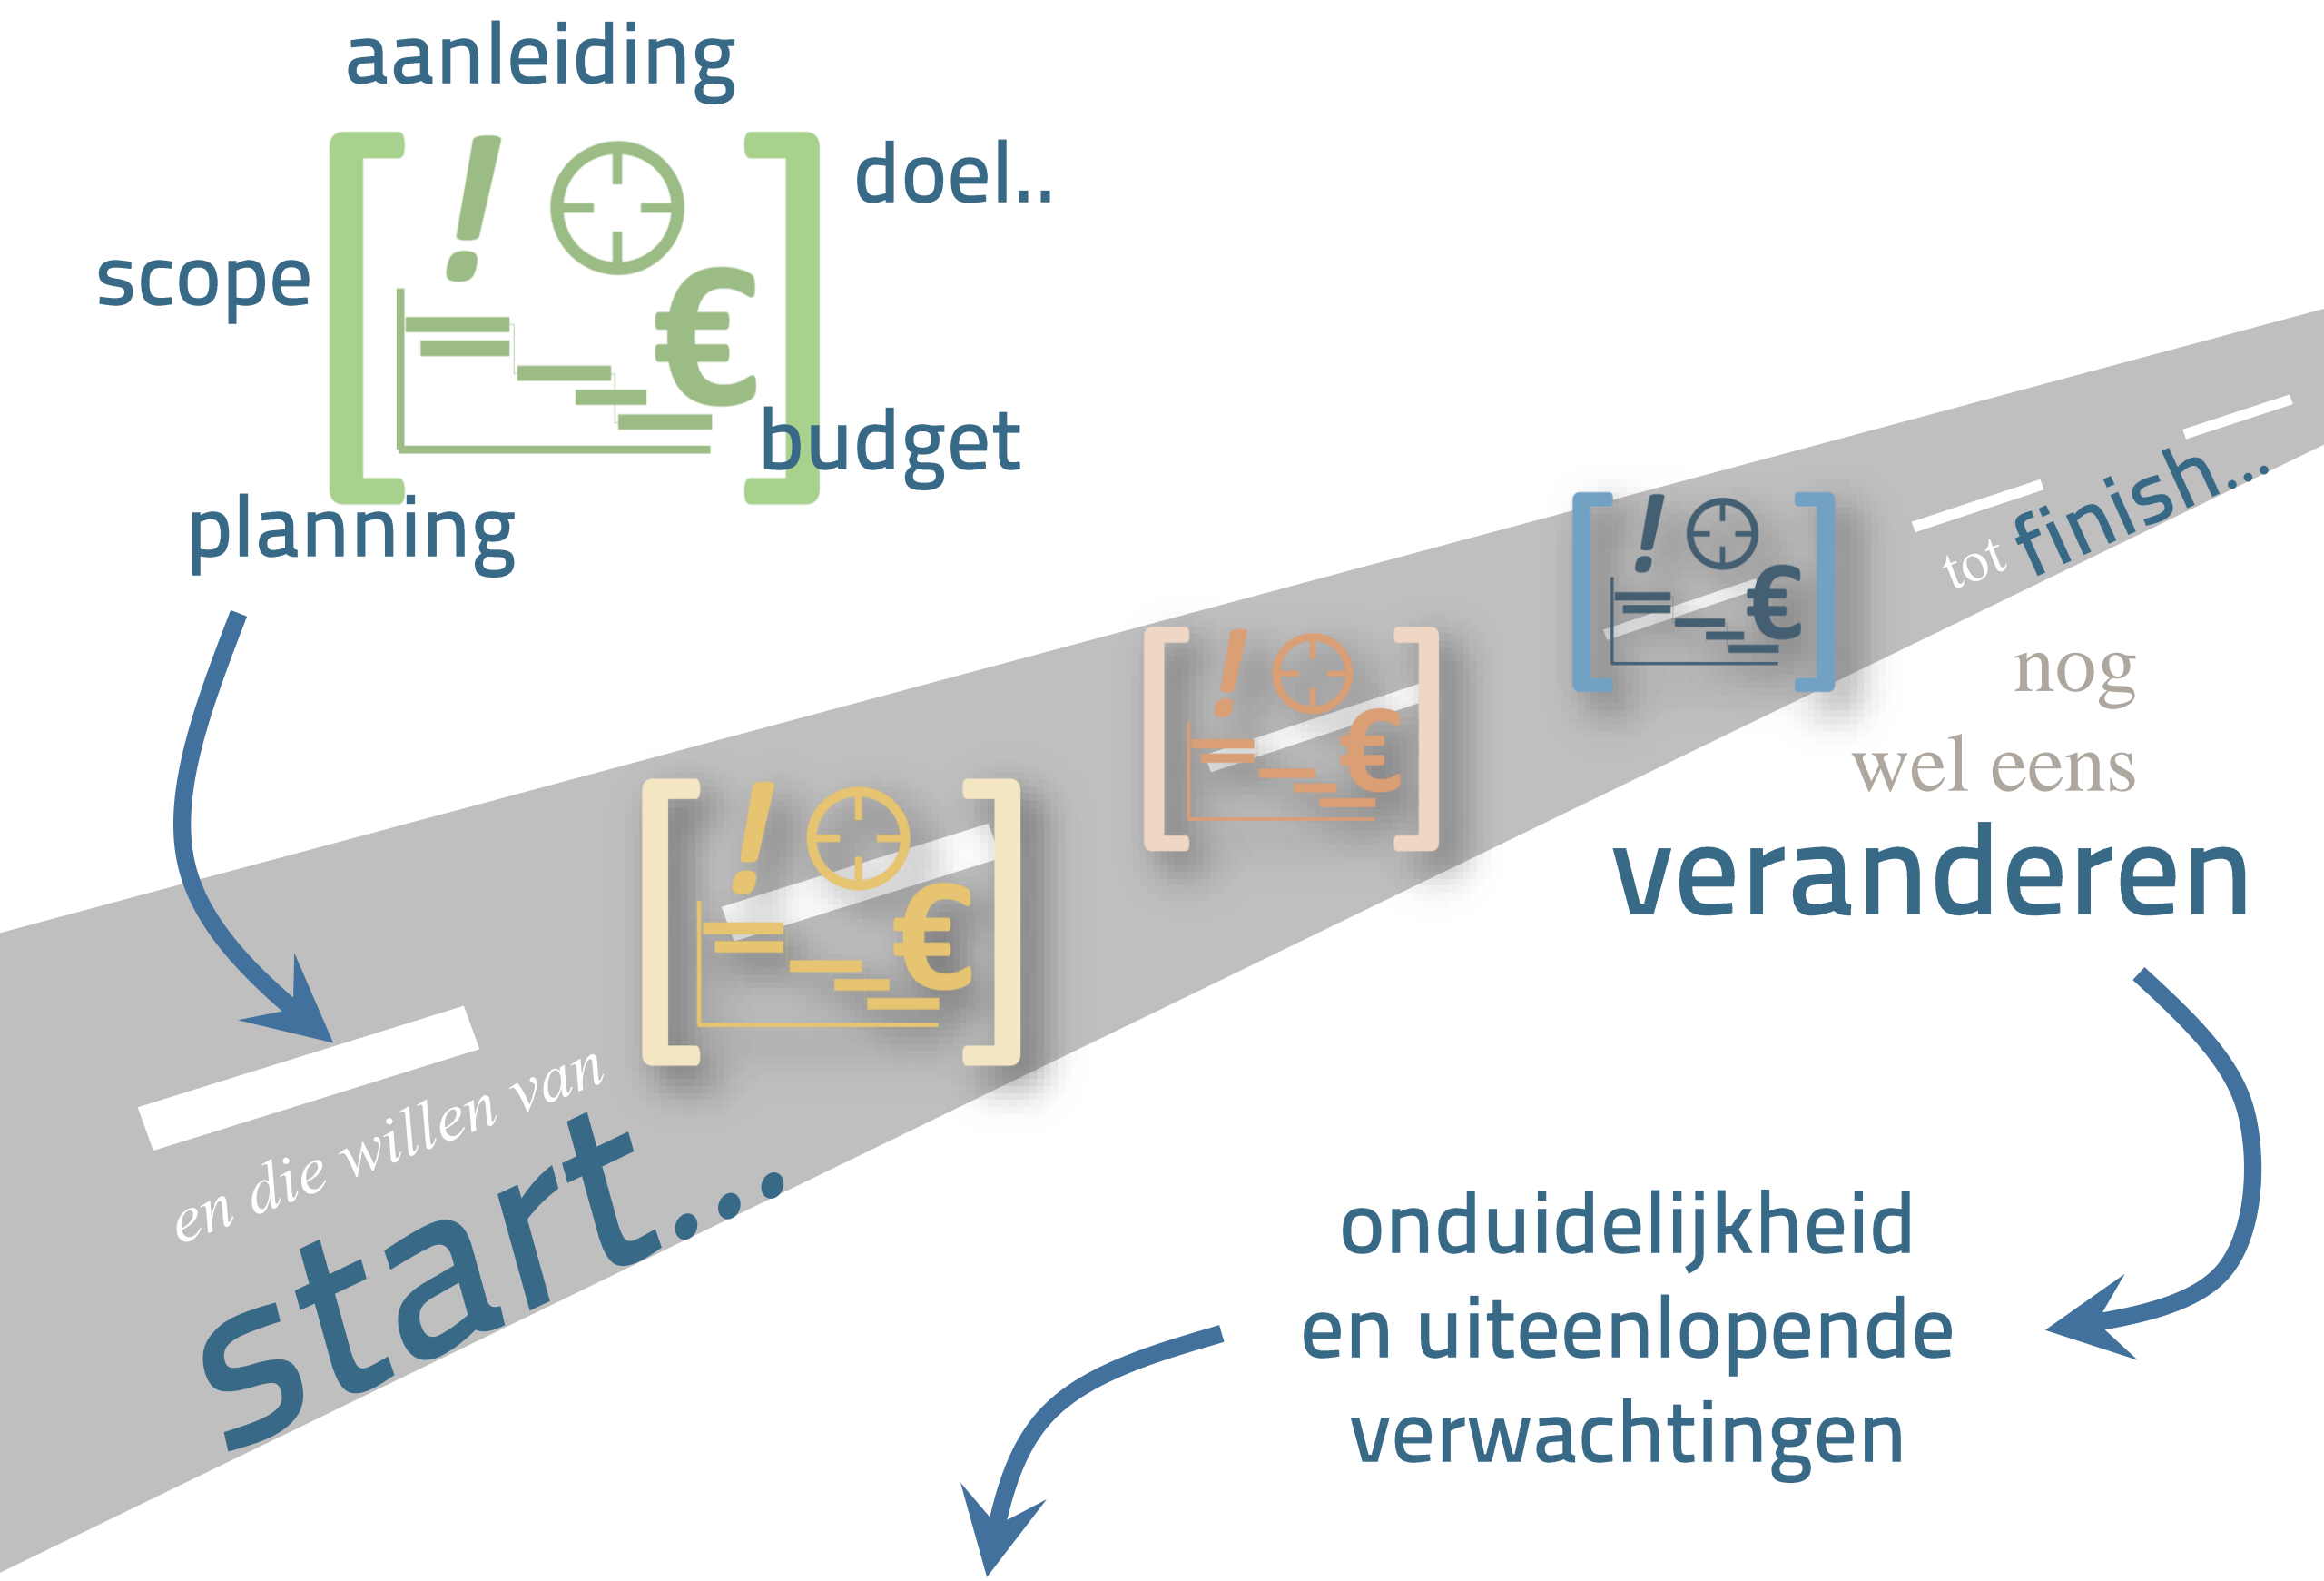 aanleiding
doel..
scope
budget
planning
en die willen van
start...
tot finish...
nog
wel eens
veranderen
onduidelijkheid
en uiteenlopende
verwachtingen